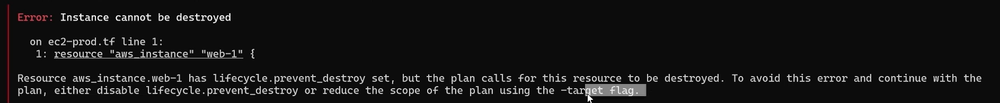 Error: Instance cannot be destroyed
on ec2-prod.tf line 1:
1: resource "aws_instance" "web-1" {
Resource aws_instance.web-1 has lifecycle.prevent_destroy set, but the plan calls for this resource to be destroyed. To avoid this error and continue with the
plan, either disable lifecycle.prevent_destroy or reduce the scope of the plan using the -target flag.